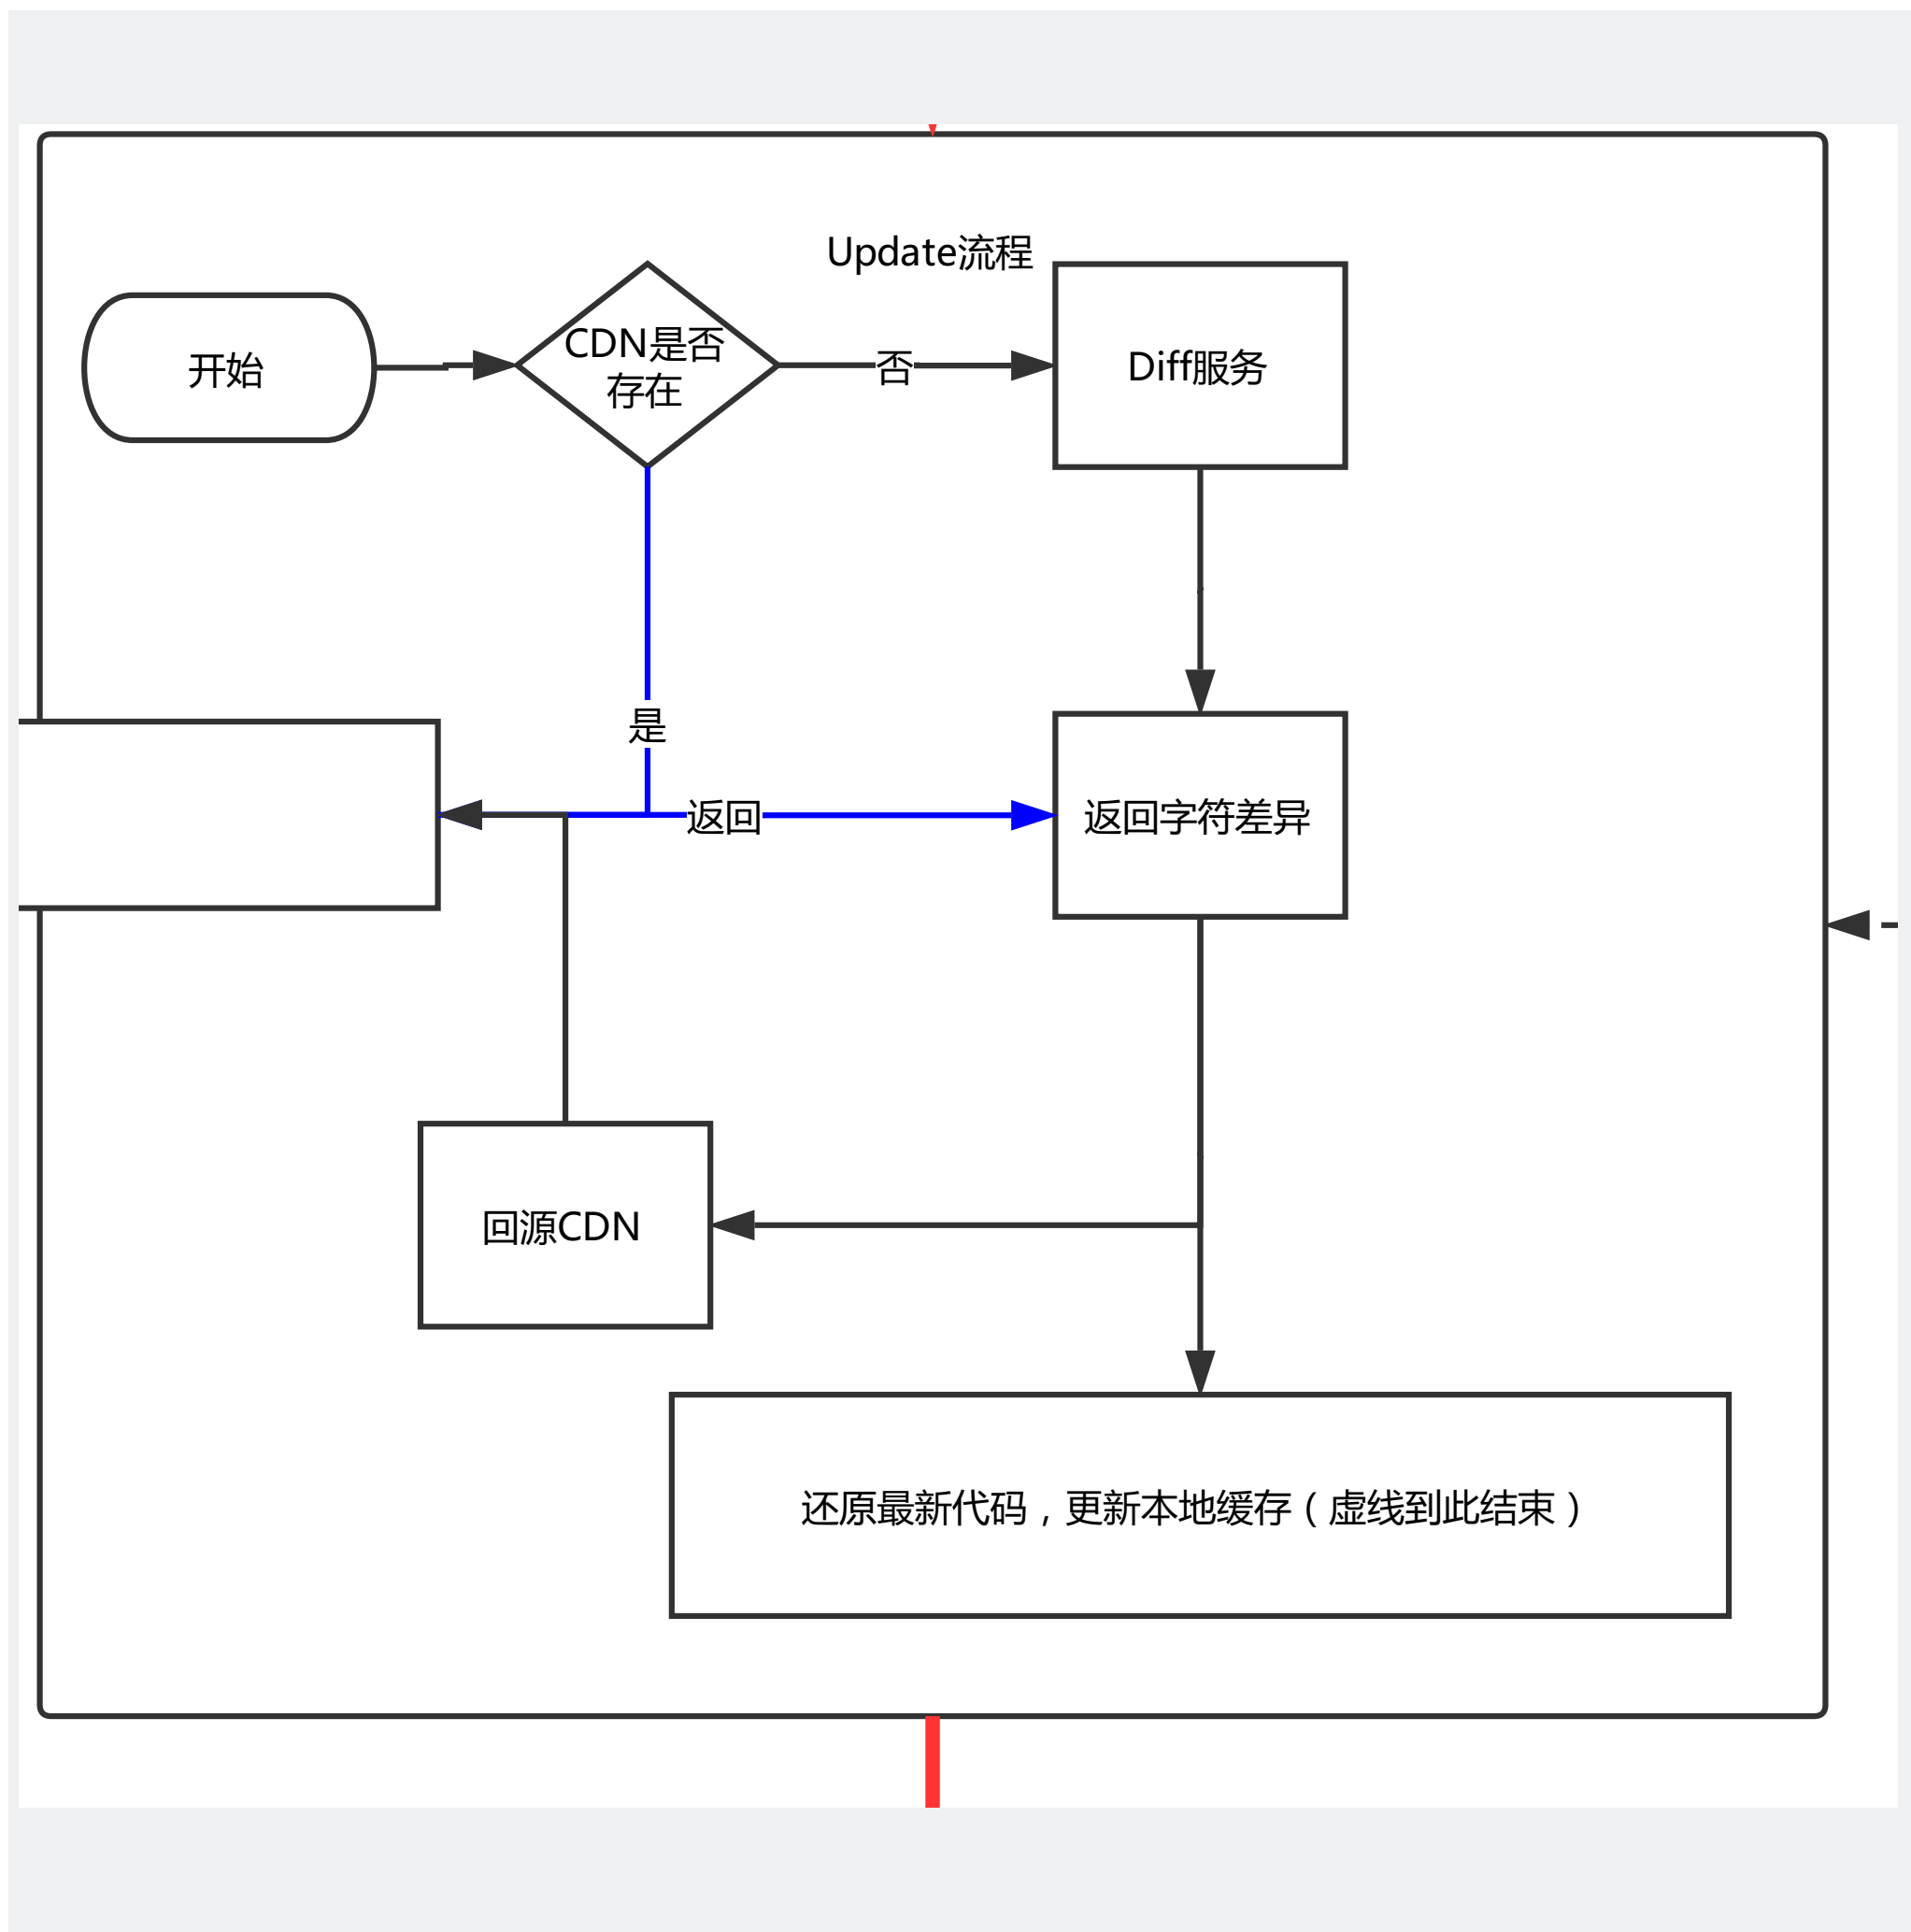 Update流程
开始
CDN是否
存在
否
Diff服务
是
返回
返回字符差异
回源CDN
还原最新代码，更新本地缓存（虚线到此结束）